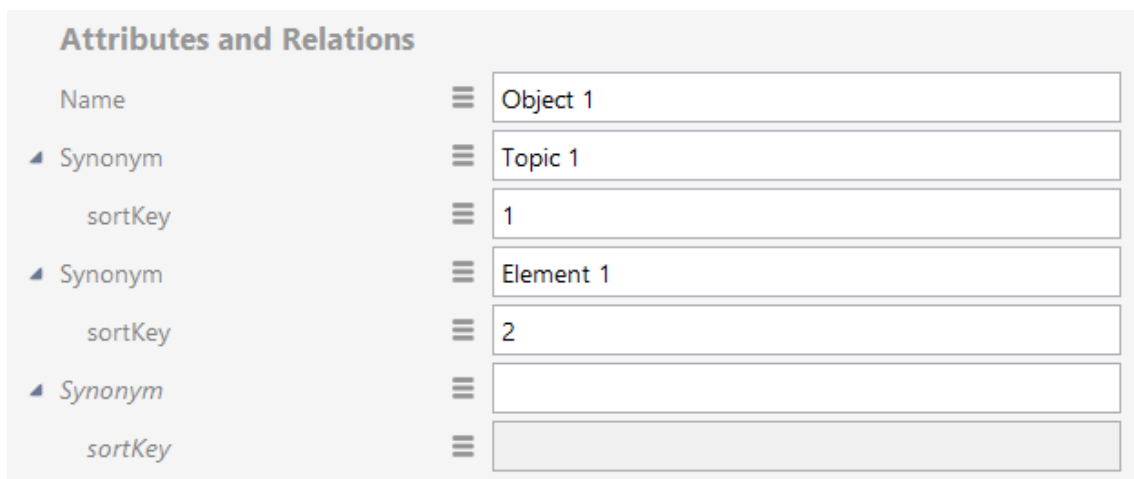 Attributes and Relations
Name Object 1
Synonym Topic 1
sortKey 1
Synonym Element 1
sortKey 2
Synonym
sortKey